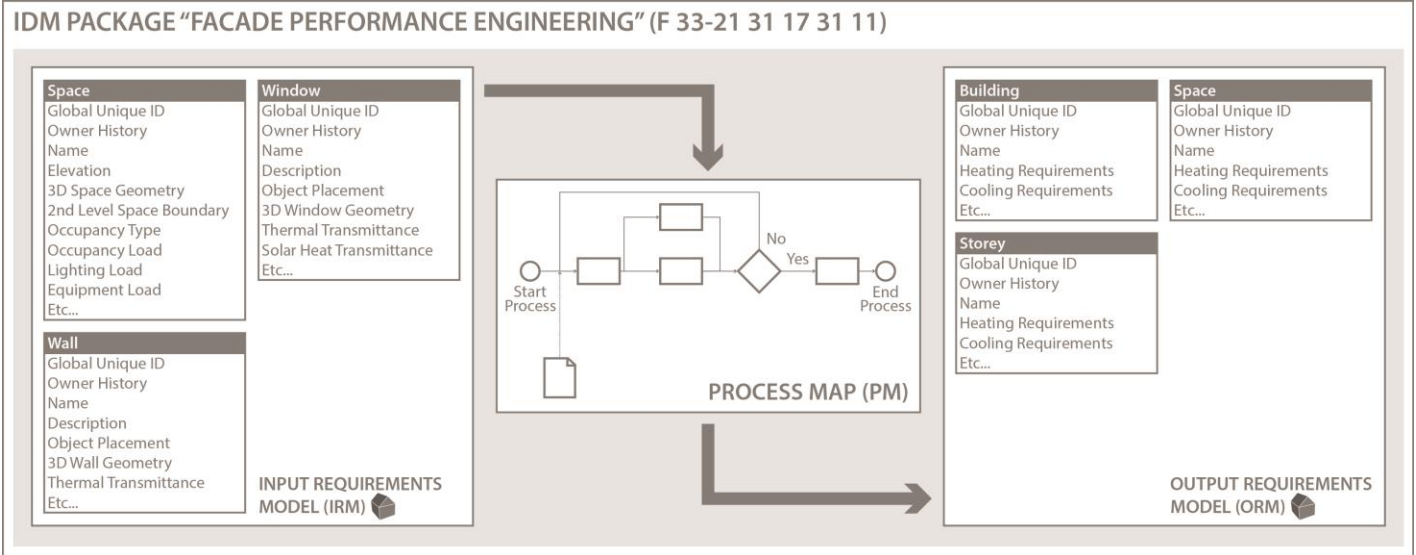 IDM PACKAGE “FACADE PERFORMANCE ENGINEERING” (F 33-21 31 17 31 11)
Space
Global Unique ID
Owner History
Name
Elevation
3D Space Geometry
2nd Level Space Boundary
Occupancy Type
Occupancy Load
Lighting Load
Equipment Load
Etc...
Window
Global Unique ID
Owner History
Name
Description
Object Placement
3D Window Geometry
Thermal Transmittance
Solar Heat Transmittance
Etc...
Wall
Global Unique ID
Owner History
Name
Description
Object Placement
3D Wall Geometry
Thermal Transmittance
Etc...
INPUT REQUIREMENTS
MODEL (IRM)
No
Yes
Start
Process
End
Process
PROCESS MAP (PM)
Building
Global Unique ID
Owner History
Name
Heating Requirements
Cooling Requirements
Etc...
Space
Global Unique ID
Owner History
Name
Heating Requirements
Cooling Requirements
Etc...
Storey
Global Unique ID
Owner History
Name
Heating Requirements
Cooling Requirements
Etc...
OUTPUT REQUIREMENTS
MODEL (ORM)